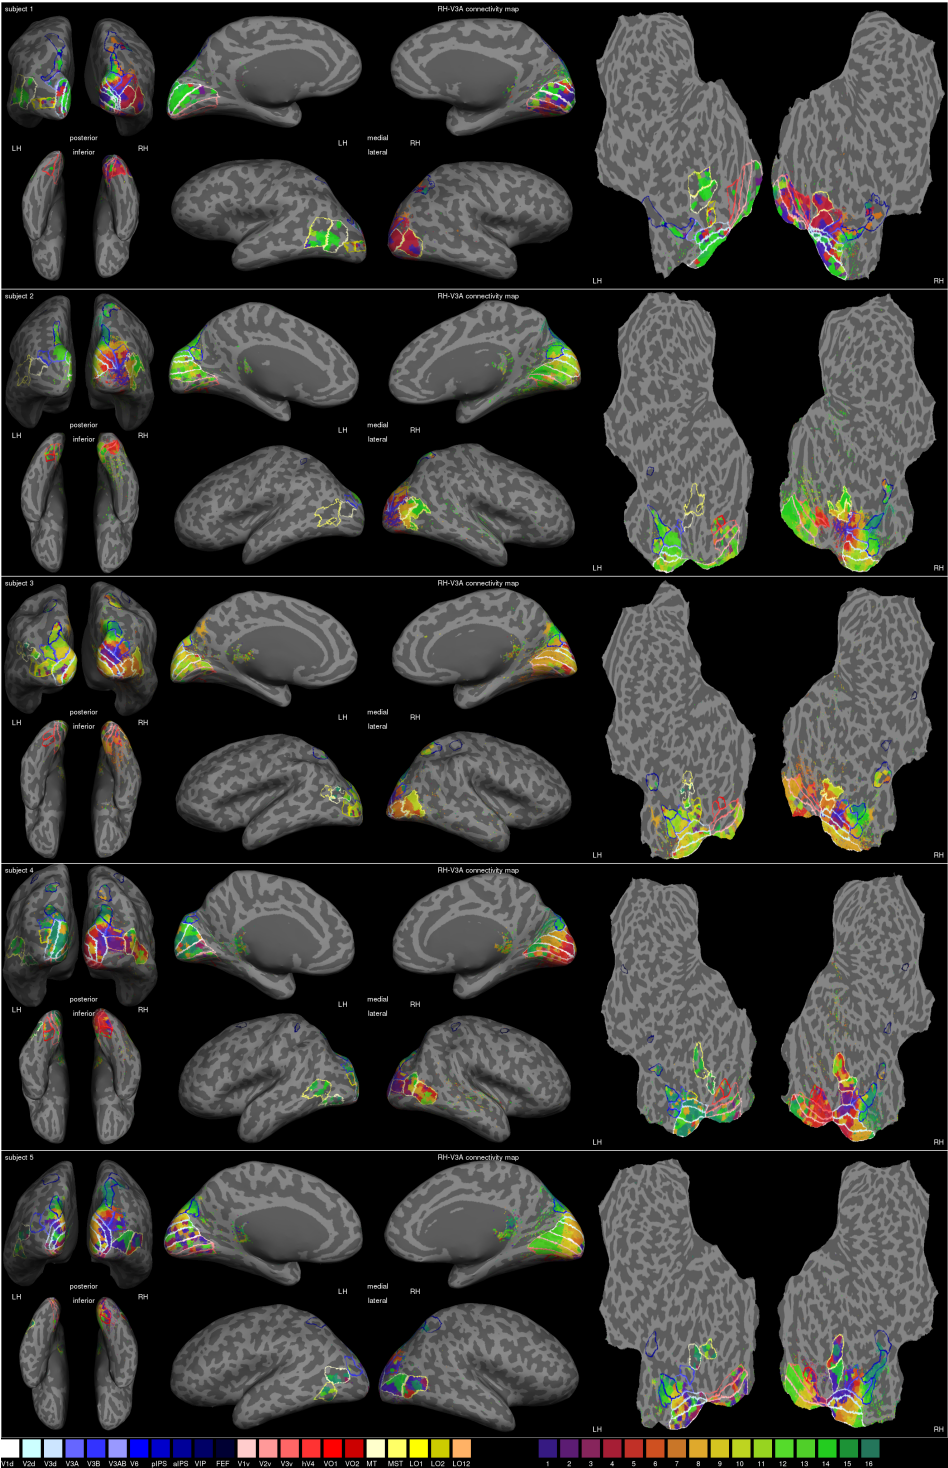 subject 1
RH-V3A connectivity map
posterior
LH medial RH
LH inferior RH
lateral
LH
RH
subject 2
RH-V3A connectivity map
posterior
LH medial RH
LH inferior RH
lateral
LH
RH
subject 3
RH-V3A connectivity map
posterior
LH medial RH
LH inferior RH
lateral
LH
RH
subject 4
RH-V3A connectivity map
posterior
LH medial RH
LH inferior RH
lateral
LH
RH
subject 5
RH-V3A connectivity map
posterior
LH medial RH
LH inferior RH
lateral
LH
RH
V1d V2d V3d V3A V3B V3AB V6 pIPS aIPS VIP FEF V1v V2v V3v hV4 VO1 VO2 MT MST LO1 LO2 LO12 1 2 3 4 5 6 7 8 9 10 11 12 13 14 15 16